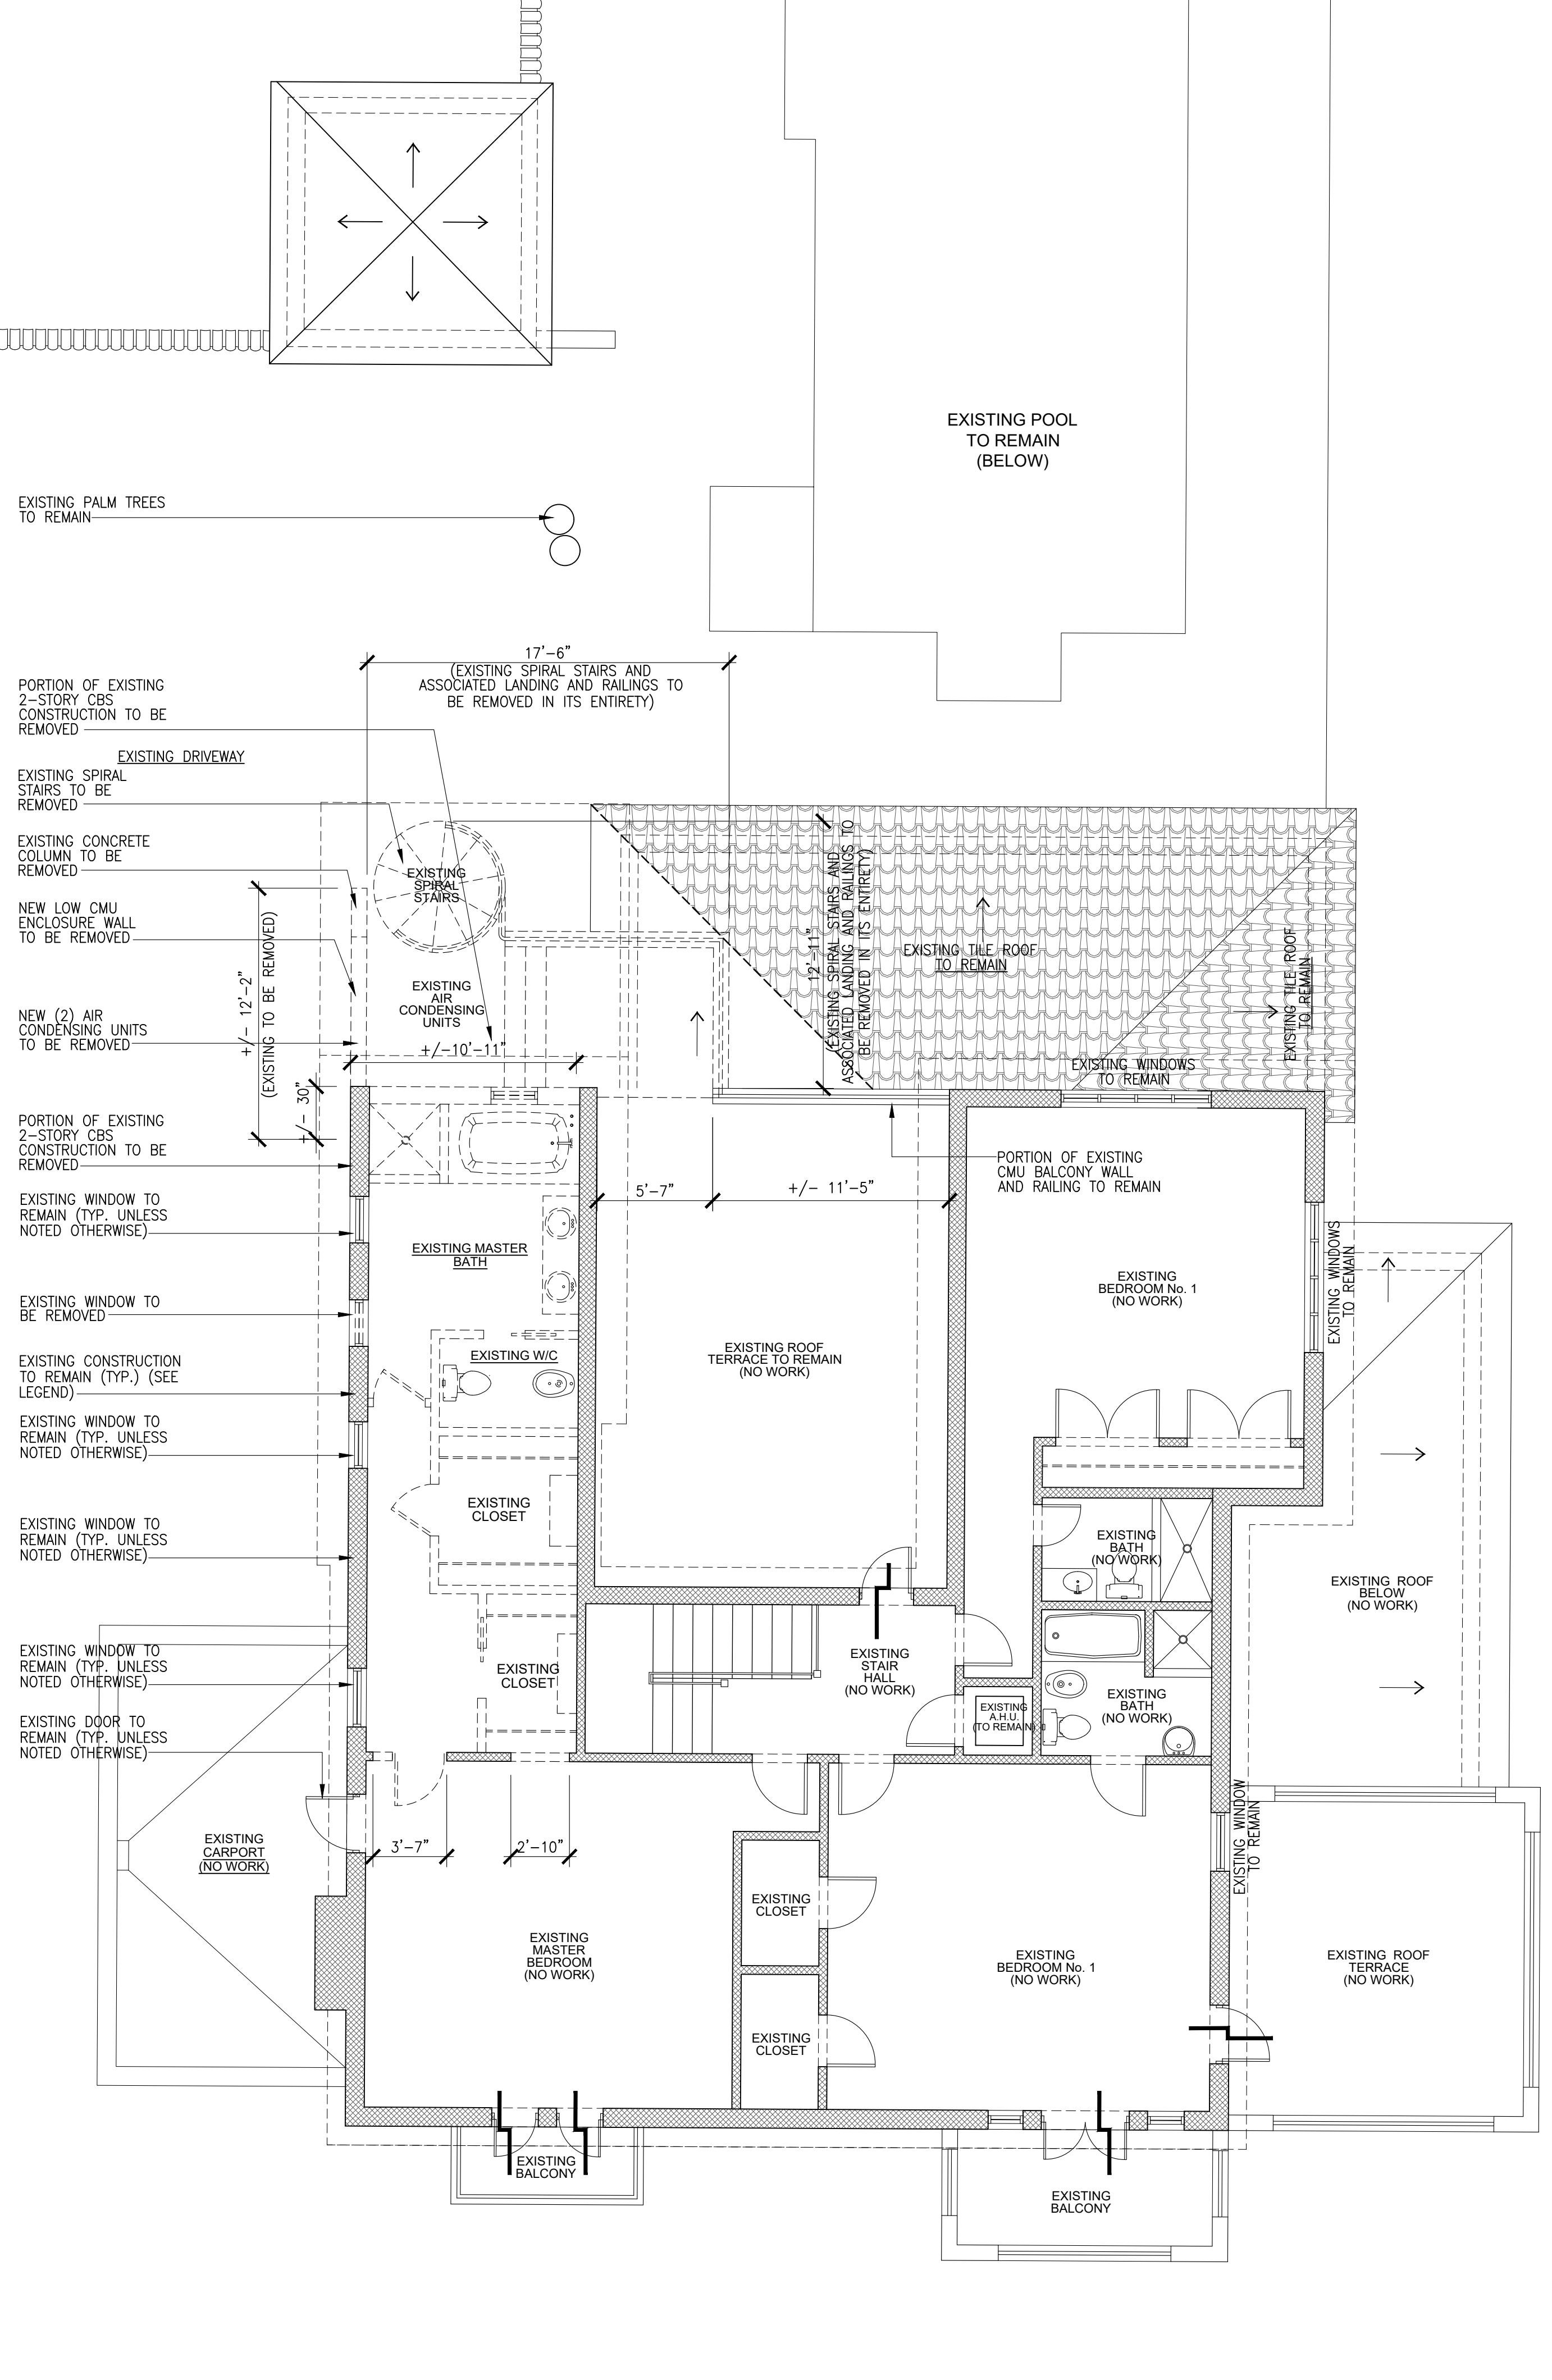 EXISTING POOL
TO REMAIN
(BELOW)
EXISTING PALM TREES
TO REMAIN
17'-6"
(EXISTING SPIRAL STAIRS AND
ASSOCIATED LANDING AND RAILINGS TO
BE REMOVED IN ITS ENTIRETY)
PORTION OF EXISTING
2-STORY CBS
CONSTRUCTION TO BE
REMOVED
EXISTING DRIVEWAY
EXISTING SPIRAL
STAIRS TO BE
REMOVED
EXISTING CONCRETE
COLUMN TO BE
REMOVED
NEW LOW CMU
ENCLOSURE WALL
TO BE REMOVED
NEW (2) AIR
CONDENSING UNITS
TO BE REMOVED
+/- 12'-2"
(EXISTING TO BE REMOVED)
+/- 30"
EXISTING
SPIRAL
STAIRS
EXISTING
AIR
CONDENSING
UNITS
+/-10'-11"
12'-11"
(EXISTING SPIRAL STAIRS AND
ASSOCIATED LANDING AND RAILINGS TO
BE REMOVED IN ITS ENTIRETY)
EXISTING TILE ROOF
TO REMAIN
EXISTING TILE ROOF
TO REMAIN
EXISTING WINDOWS
TO REMAIN
PORTION OF EXISTING
2-STORY CBS
CONSTRUCTION TO BE
REMOVED
EXISTING WINDOW TO
REMAIN (TYP. UNLESS
NOTED OTHERWISE)
EXISTING WINDOW TO
BE REMOVED
EXISTING CONSTRUCTION
TO REMAIN (TYP.) (SEE
LEGEND)
EXISTING WINDOW TO
REMAIN (TYP. UNLESS
NOTED OTHERWISE)
EXISTING WINDOW TO
REMAIN (TYP. UNLESS
NOTED OTHERWISE)
EXISTING WINDOW TO
REMAIN (TYP. UNLESS
NOTED OTHERWISE)
EXISTING DOOR TO
REMAIN (TYP. UNLESS
NOTED OTHERWISE)
5'-7"
+/- 11'-5"
PORTION OF EXISTING
CMU BALCONY WALL
AND RAILING TO REMAIN
EXISTING MASTER
BATH
EXISTING W/C
EXISTING ROOF
TERRACE TO REMAIN
(NO WORK)
EXISTING
BEDROOM No. 1
(NO WORK)
EXISTING WINDOWS
TO REMAIN
EXISTING
CLOSET
EXISTING
CLOSET
EXISTING
BATH
(NO WORK)
EXISTING ROOF
BELOW
(NO WORK)
EXISTING
STAIR
HALL
(NO WORK)
EXISTING
A.H.U.
(TO REMAIN)
EXISTING
BATH
(NO WORK)
EXISTING WINDOW
TO REMAIN
EXISTING
CARPORT
(NO WORK)
3'-7"
2'-10"
EXISTING
CLOSET
EXISTING
MASTER
BEDROOM
(NO WORK)
EXISTING
BEDROOM No. 1
(NO WORK)
EXISTING ROOF
TERRACE
(NO WORK)
EXISTING
CLOSET
EXISTING
BALCONY
EXISTING
BALCONY